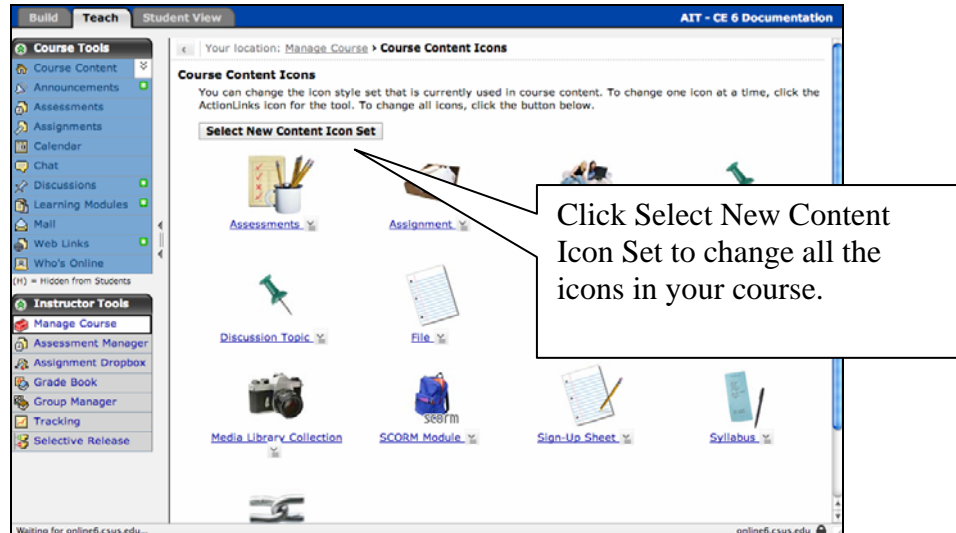 Build Teach Student View AIT - CE 6 Documentation
Course Tools
Course Content
Announcements
Assessments
Assignments
Calendar
Chat
Discussions
Learning Modules
Mail
Web Links
Who's Online
(H) = Hidden from Students
Instructor Tools
Manage Course
Assessment Manager
Assignment Dropbox
Grade Book
Group Manager
Tracking
Selective Release
Your location: Manage Course › Course Content Icons
Course Content Icons
You can change the icon style set that is currently used in course content. To change one icon at a time, click the
ActionLinks icon for the tool. To change all icons, click the button below.
Select New Content Icon Set
Assessments Assignment
Discussion Topic File
Media Library Collection SCORM Module Sign-Up Sheet Syllabus
scorm
Click Select New Content
Icon Set to change all the
icons in your course.
Waiting for online6.csus.edu... online6.csus.edu